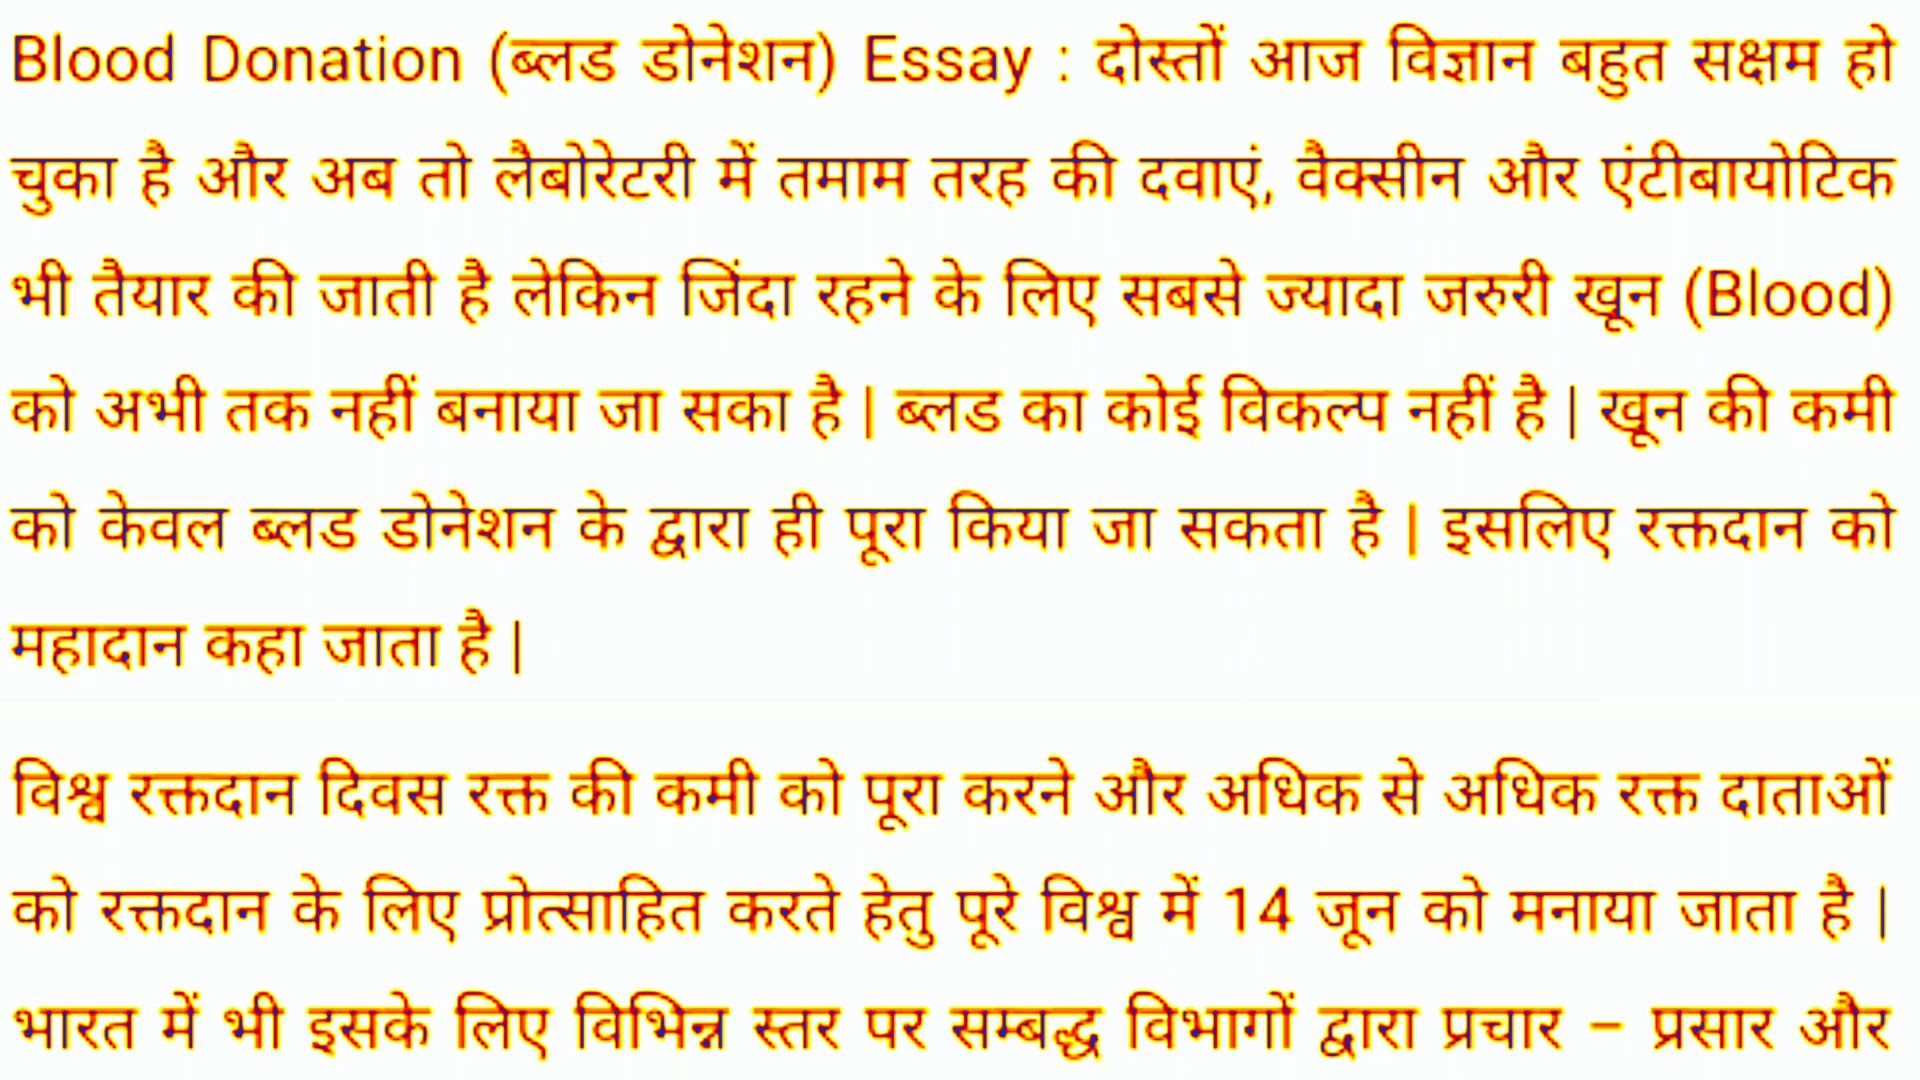 Blood Donation (ब्लड डोनेशन) Essay : दोस्तों आज विज्ञान बहुत सक्षम हो
चुका है और अब तो लैबोरेटरी में तमाम तरह की दवाएं, वैक्सीन और एंटीबायोटिक
भी तैयार की जाती है लेकिन जिंदा रहने के लिए सबसे ज्यादा जरुरी खून (Blood)
को अभी तक नहीं बनाया जा सका है | ब्लड का कोई विकल्प नहीं है | खून की कमी
को केवल ब्लड डोनेशन के द्वारा ही पूरा किया जा सकता है | इसलिए रक्तदान को
महादान कहा जाता है |
विश्व रक्तदान दिवस रक्त की कमी को पूरा करने और अधिक से अधिक रक्त दाताओं
को रक्तदान के लिए प्रोत्साहित करते हेतु पूरे विश्व में 14 जून को मनाया जाता है |
भारत में भी इसके लिए विभिन्न स्तर पर सम्बद्ध विभागों द्वारा प्रचार – प्रसार और